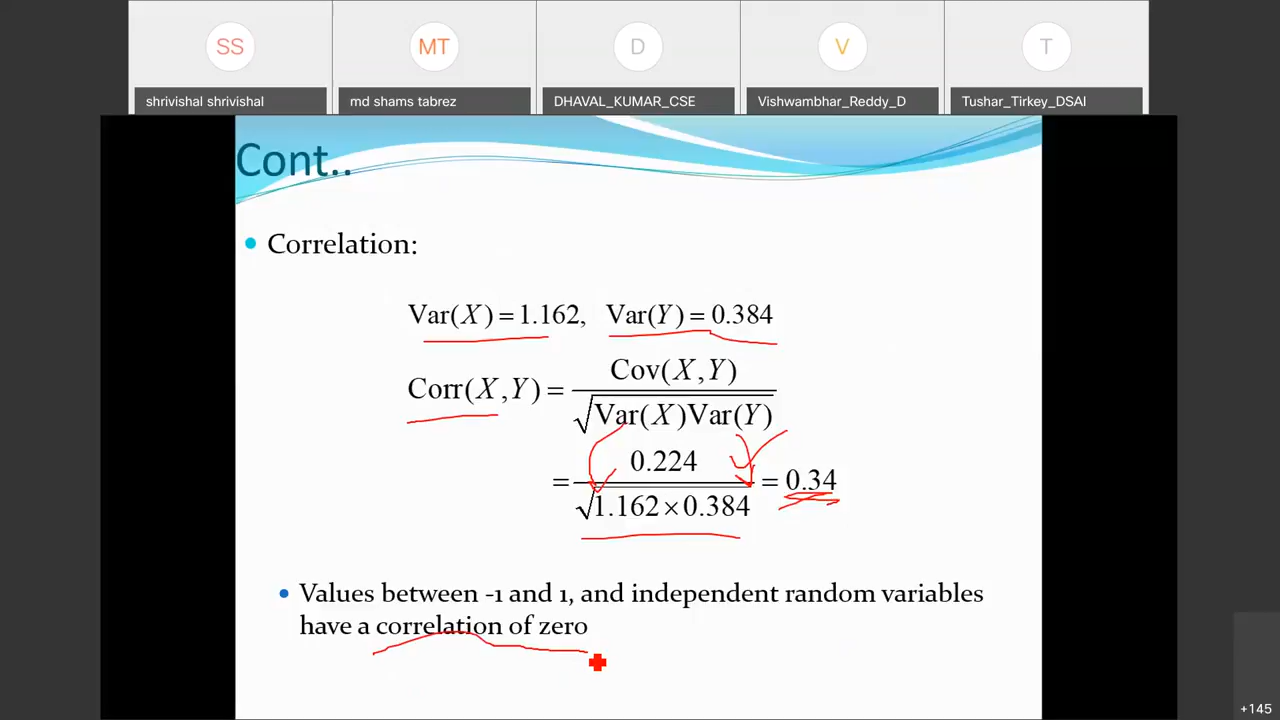 SS
MT
D
V
T
shrivishal shrivishal
md shams tabrez
DHAVAL_KUMAR_CSE
Vishwambhar_Reddy_D
Tushar_Tirkey_DSAI
Cont..
• Correlation:
Var(X) = 1.162, Var(Y) = 0.384
Corr(X,Y) = Cov(X,Y) / √Var(X)Var(Y)
= 0.224 / √1.162×0.384 = 0.34
• Values between -1 and 1, and independent random variables
have a correlation of zero
+145